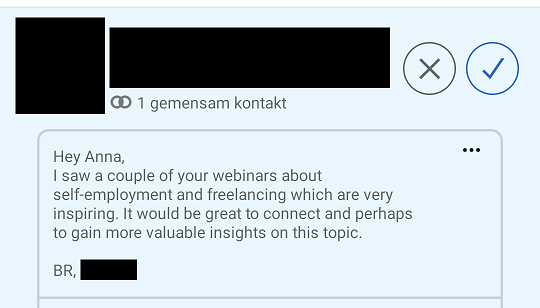 1 gemensam kontakt
Hey Anna,
I saw a couple of your webinars about
self-employment and freelancing which are very
inspiring. It would be great to connect and perhaps
to gain more valuable insights on this topic.
BR,